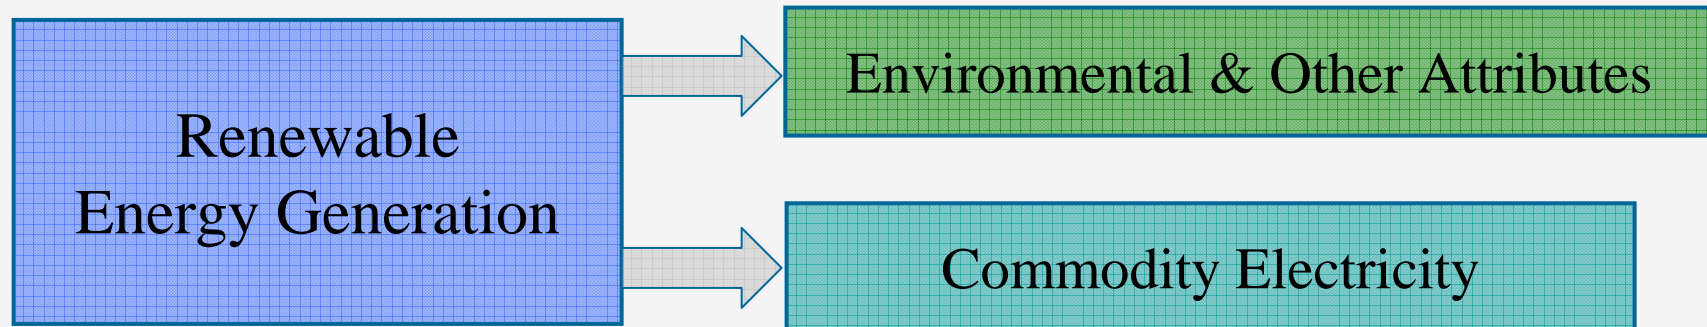 Renewable
Energy Generation
Environmental & Other Attributes
Commodity Electricity